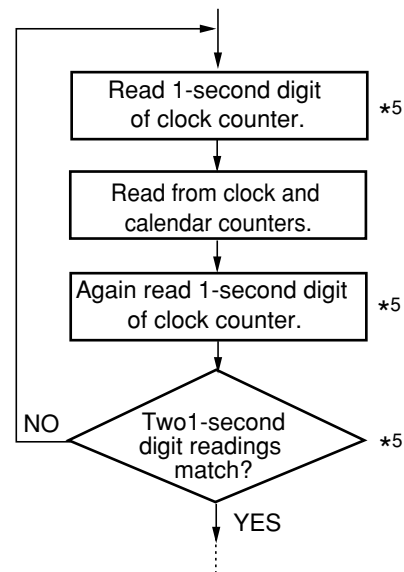 Read 1-second digit
of clock counter.
*5
Read from clock and
calendar counters.
Again read 1-second digit
of clock counter.
*5
NO
Two1-second
digit readings
match?
*5
YES